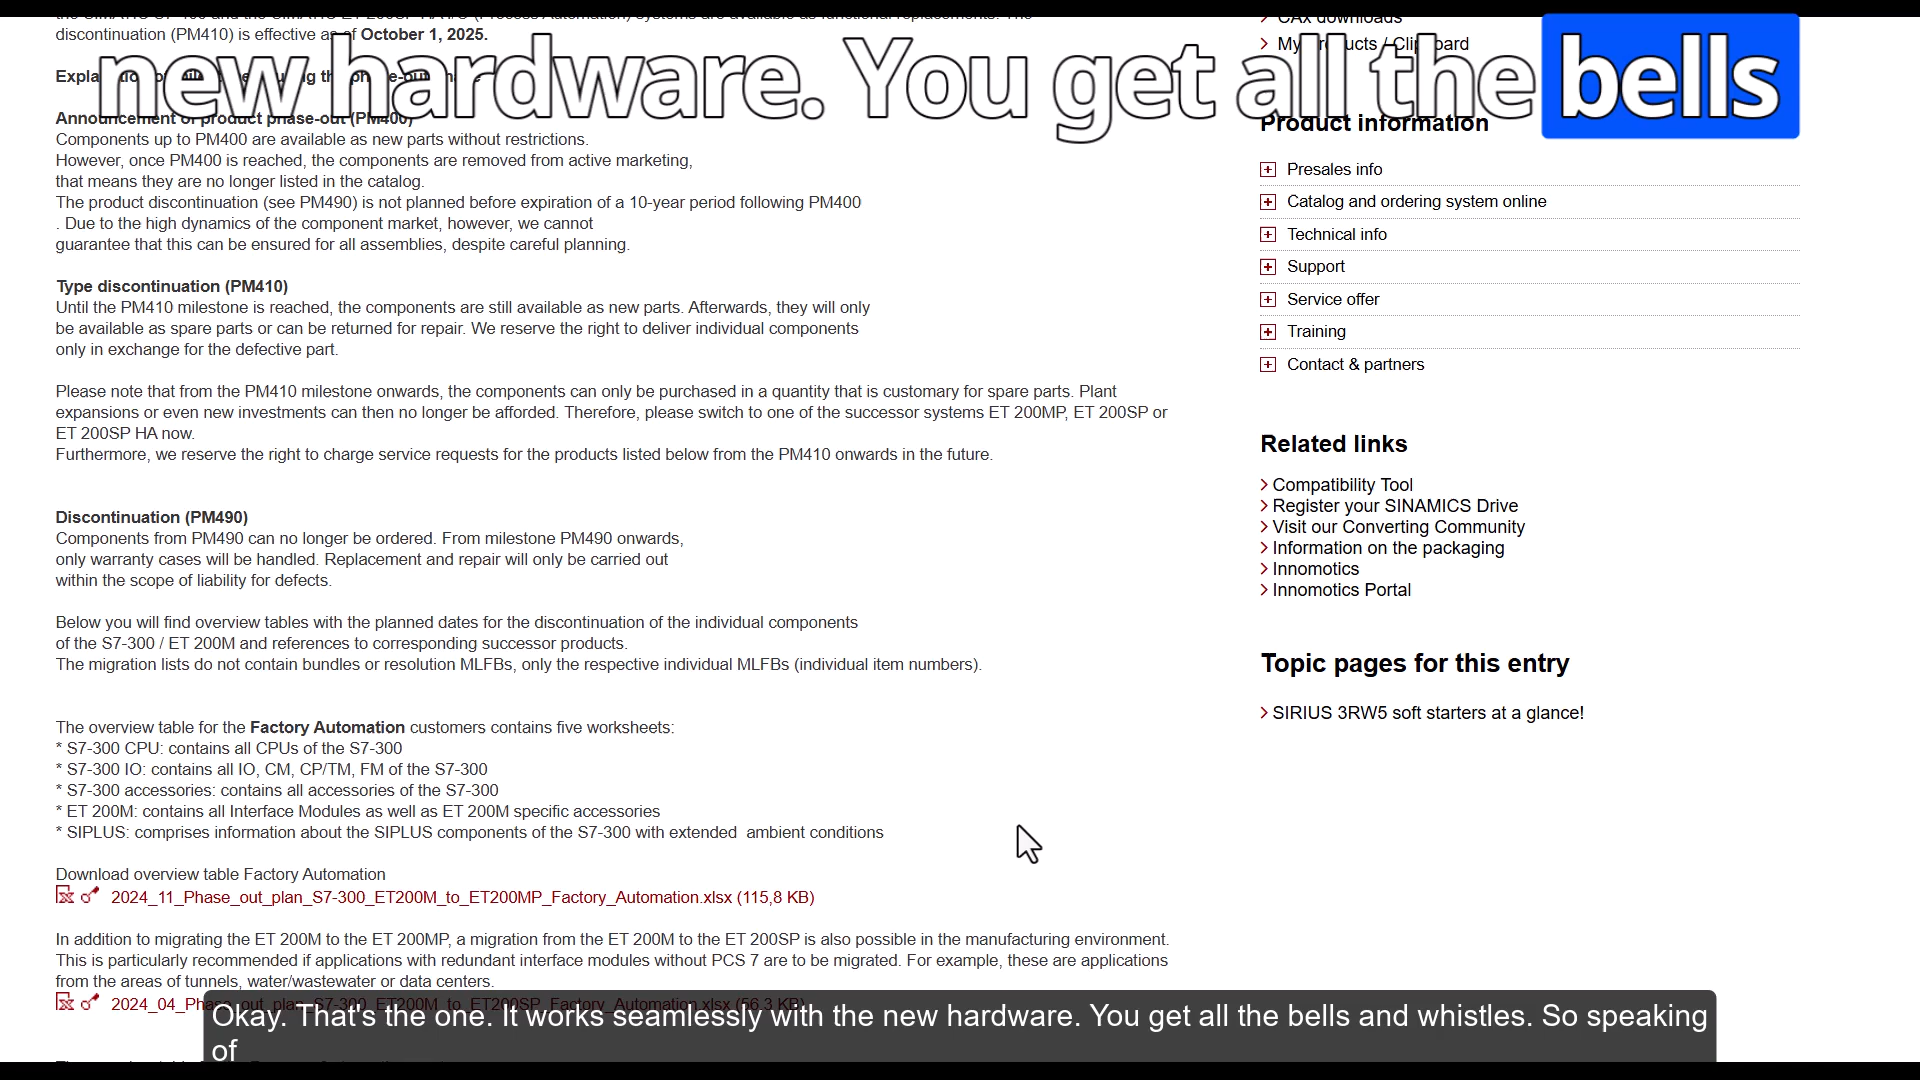 discontinuation (PM410) is effective as of October 1, 2025.
new hardware. You get all the bells
Announcement of product phase-out (PM400)
Components up to PM400 are available as new parts without restrictions.
However, once PM400 is reached, the components are removed from active marketing,
that means they are no longer listed in the catalog.
The product discontinuation (see PM490) is not planned before expiration of a 10-year period following PM400
. Due to the high dynamics of the component market, however, we cannot
guarantee that this can be ensured for all assemblies, despite careful planning.
Type discontinuation (PM410)
Until the PM410 milestone is reached, the components are still available as new parts. Afterwards, they will only
be available as spare parts or can be returned for repair. We reserve the right to deliver individual components
only in exchange for the defective part.
Please note that from the PM410 milestone onwards, the components can only be purchased in a quantity that is customary for spare parts. Plant
expansions or even new investments can then no longer be afforded. Therefore, please switch to one of the successor systems ET 200MP, ET 200SP or
ET 200SP HA now.
Furthermore, we reserve the right to charge service requests for the products listed below from the PM410 onwards in the future.
Discontinuation (PM490)
Components from PM490 can no longer be ordered. From milestone PM490 onwards,
only warranty cases will be handled. Replacement and repair will only be carried out
within the scope of liability for defects.
Below you will find overview tables with the planned dates for the discontinuation of the individual components
of the S7-300 / ET 200M and references to corresponding successor products.
The migration lists do not contain bundles or resolution MLFBs, only the respective individual MLFBs (individual item numbers).
The overview table for the Factory Automation customers contains five worksheets:
* S7-300 CPU: contains all CPUs of the S7-300
* S7-300 IO: contains all IO, CM, CP/TM, FM of the S7-300
* S7-300 accessories: contains all accessories of the S7-300
* ET 200M: contains all Interface Modules as well as ET 200M specific accessories
* SIPLUS: comprises information about the SIPLUS components of the S7-300 with extended  ambient conditions
Download overview table Factory Automation
2024_11_Phase_out_plan_S7-300_ET200M_to_ET200MP_Factory_Automation.xlsx (115,8 KB)
In addition to migrating the ET 200M to the ET 200MP, a migration from the ET 200M to the ET 200SP is also possible in the manufacturing environment.
This is particularly recommended if applications with redundant interface modules without PCS 7 are to be migrated. For example, these are applications
from the areas of tunnels, water/wastewater or data centers.
2024_04_Phase_out_plan_S7-300_ET200M_to_ET200SP_Factory_Automation.xlsx (56,3 KB)
Okay. That's the one. It works seamlessly with the new hardware. You get all the bells and whistles. So speaking
of
CAx downloads
My Products / Clipboard
Product information
Presales info
Catalog and ordering system online
Technical info
Support
Service offer
Training
Contact & partners
Related links
Compatibility Tool
Register your SINAMICS Drive
Visit our Converting Community
Information on the packaging
Innomotics
Innomotics Portal
Topic pages for this entry
SIRIUS 3RW5 soft starters at a glance!